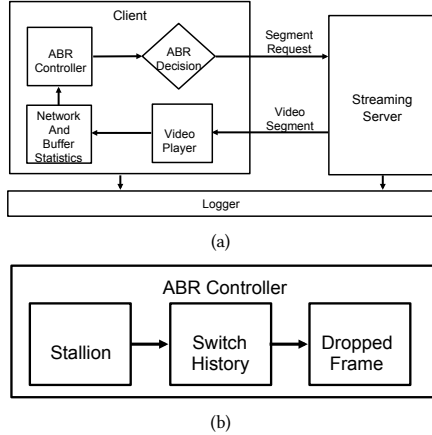 Client
ABR
Controller
ABR
Decision
Segment
Request
Streaming
Server
Network
And
Buffer
Statistics
Video
Player
Video
Segment
Logger
(a)
ABR Controller
Stallion
Switch
History
Dropped
Frame
(b)